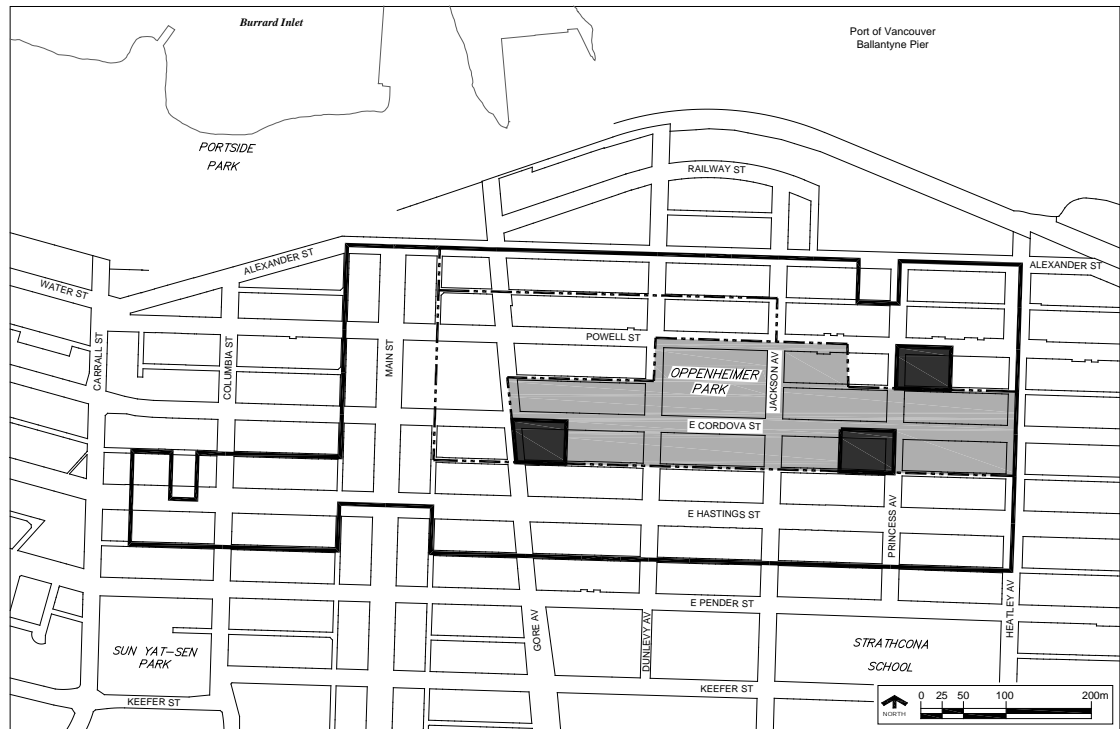 Burrard Inlet
Port of Vancouver
Ballantyne Pier
PORTSIDE
PARK
RAILWAY ST
ALEXANDER ST
ALEXANDER ST
WATER ST
CARRALL ST
COLUMBIA ST
MAIN ST
POWELL ST
OPPENHEIMER
PARK
JACKSON AV
E CORDOVA ST
E HASTINGS ST
PRINCESS AV
HEATLEY AV
E PENDER ST
GORE AV
DUNLEVY AV
STRATHCONA
SCHOOL
SUN YAT-SEN
PARK
KEEFER ST
KEEFER ST
NORTH
0 25 50 100 200m